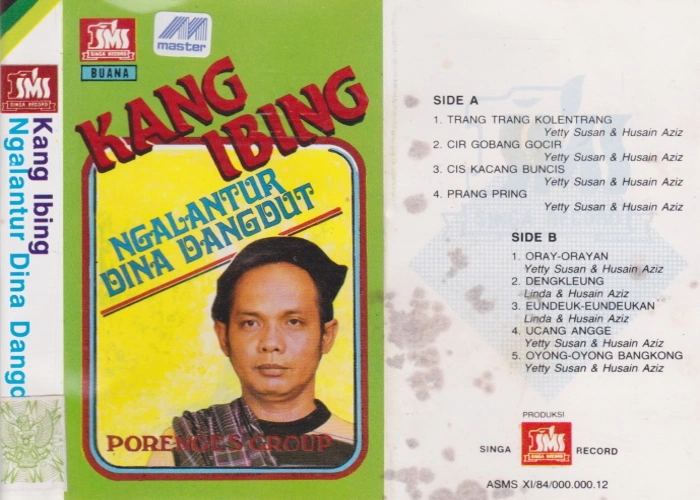 SMS
SINGA RECORD
Kang Ibing
Ngalantur Dina Dangd
SMS
SINGA RECORD
BUANA
master
KANG
IBING
NGALANTUR
DINA DANGDUT
PORENGES GROUP
SIDE A
1. TRANG TRANG KOLENTRANG
Yetty Susan & Husain Aziz
2. CIR GOBANG GOCIR
Yetty Susan & Husain Aziz
3. CIS KACANG BUNCIS
Yetty Susan & Husain Aziz
4. PRANG PRING
Yetty Susan & Husain Aziz
SIDE B
1. ORAY-ORAYAN
Yetty Susan & Husain Aziz
2. DENGKLEUNG
Linda & Husain Aziz
3. EUNDEUK-EUNDEUKAN
Linda & Husain Aziz
4. UCANG ANGGE
Yetty Susan & Husain Aziz
5. OYONG-OYONG BANGKONG
Yetty Susan & Husain Aziz
PRODUKSI
SINGA
SMS
SINGA RECORD
RECORD
ASMS XI/84/000.000.12